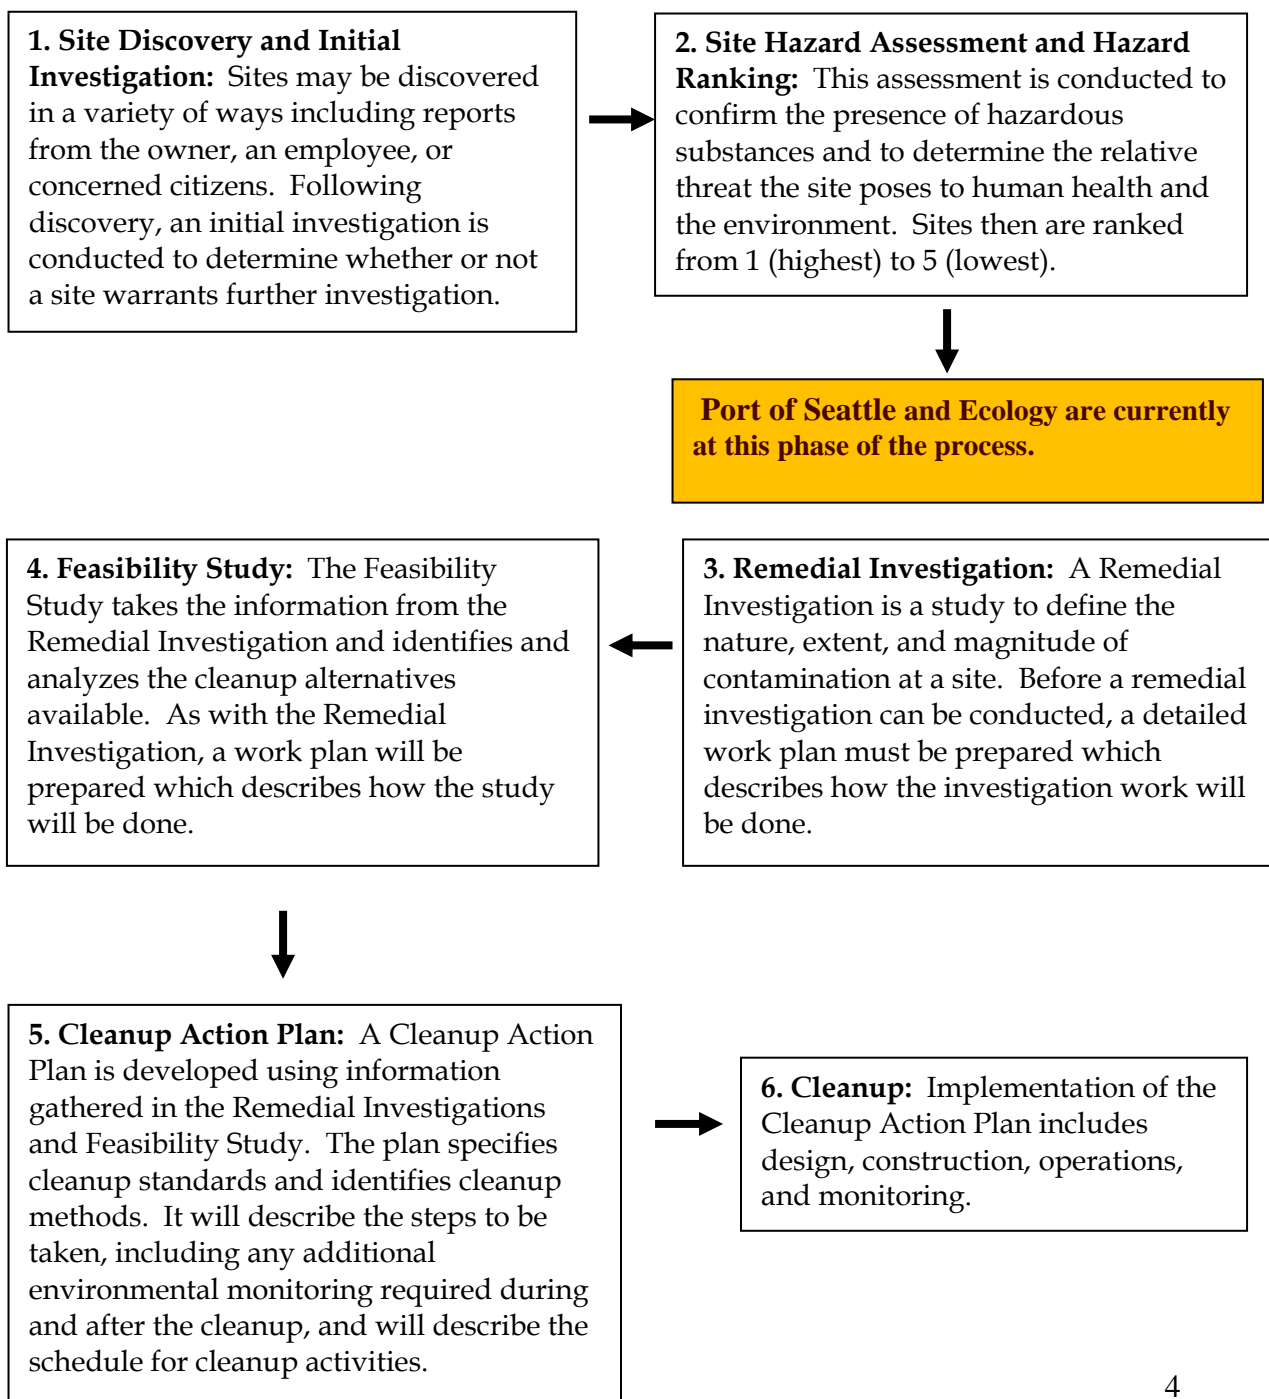 1. Site Discovery and Initial
Investigation: Sites may be discovered
in a variety of ways including reports
from the owner, an employee, or
concerned citizens. Following
discovery, an initial investigation is
conducted to determine whether or not
a site warrants further investigation.
2. Site Hazard Assessment and Hazard
Ranking: This assessment is conducted to
confirm the presence of hazardous
substances and to determine the relative
threat the site poses to human health and
the environment. Sites then are ranked
from 1 (highest) to 5 (lowest).
Port of Seattle and Ecology are currently
at this phase of the process.
3. Remedial Investigation: A Remedial
Investigation is a study to define the
nature, extent, and magnitude of
contamination at a site. Before a remedial
investigation can be conducted, a detailed
work plan must be prepared which
describes how the investigation work will
be done.
4. Feasibility Study: The Feasibility
Study takes the information from the
Remedial Investigation and identifies and
analyzes the cleanup alternatives
available. As with the Remedial
Investigation, a work plan will be
prepared which describes how the study
will be done.
5. Cleanup Action Plan: A Cleanup Action
Plan is developed using information
gathered in the Remedial Investigations
and Feasibility Study. The plan specifies
cleanup standards and identifies cleanup
methods. It will describe the steps to be
taken, including any additional
environmental monitoring required during
and after the cleanup, and will describe the
schedule for cleanup activities.
6. Cleanup: Implementation of the
Cleanup Action Plan includes
design, construction, operations,
and monitoring.
4